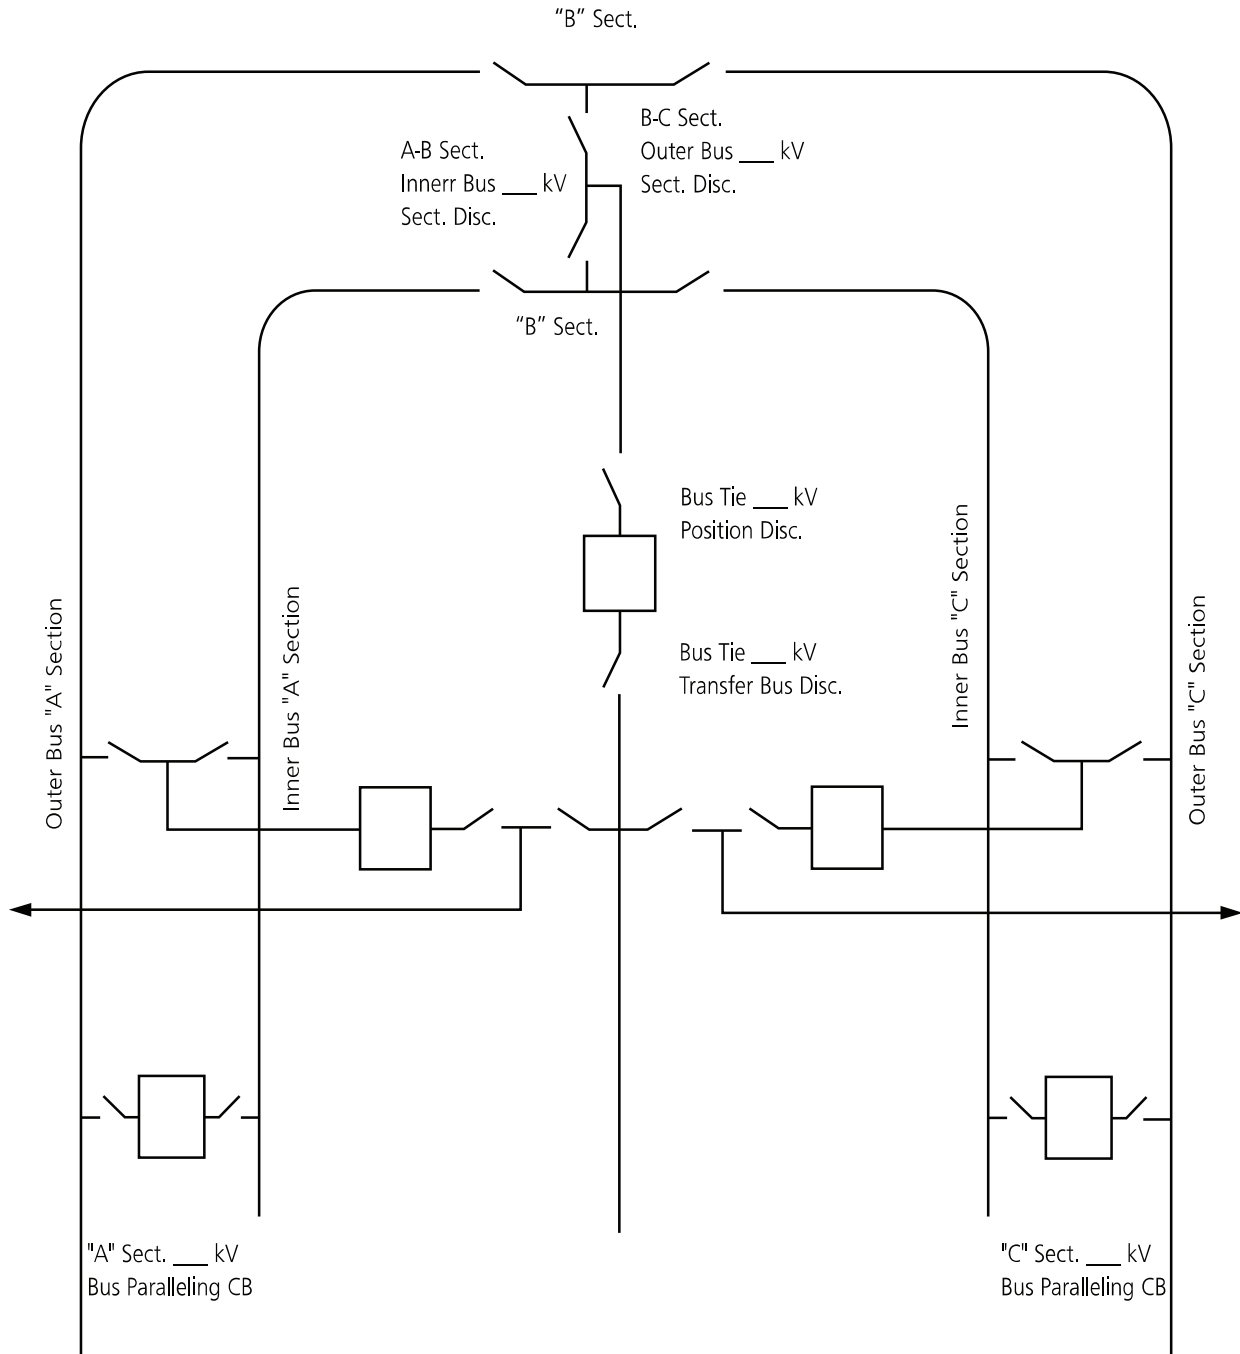 “B” Sect.
B-C Sect.
Outer Bus ___ kV
Sect. Disc.
A-B Sect.
Innerr Bus ___ kV
Sect. Disc.
“B” Sect.
Bus Tie ___ kV
Position Disc.
Bus Tie ___ kV
Transfer Bus Disc.
Outer Bus "A" Section
Inner Bus "A" Section
Inner Bus "C" Section
Outer Bus "C" Section
"A" Sect. ___ kV
Bus Paralleling CB
"C" Sect. ___ kV
Bus Paralleling CB